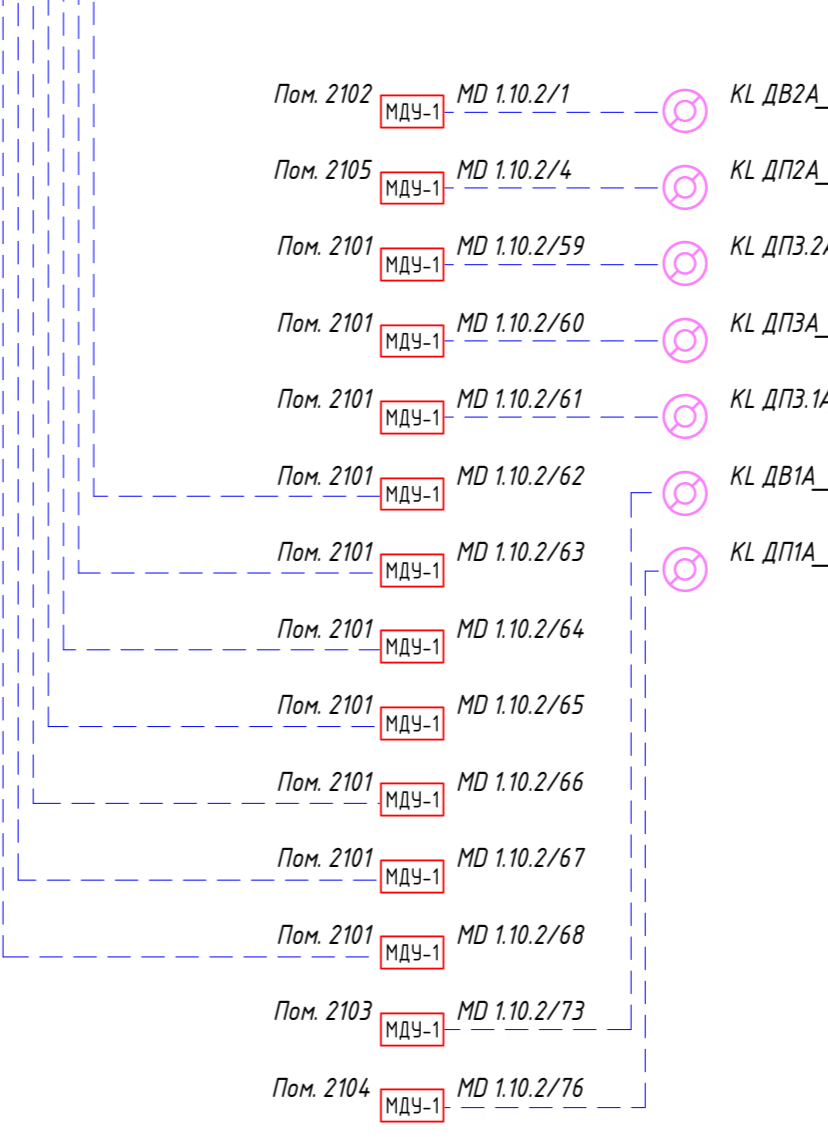 Пом. 2102 МДУ-1 MD 1.10.2/1 KL ДВ2А_
Пом. 2105 МДУ-1 MD 1.10.2/4 KL ДП2А_
Пом. 2101 МДУ-1 MD 1.10.2/59 KL ДП3.2А
Пом. 2101 МДУ-1 MD 1.10.2/60 KL ДП3А_
Пом. 2101 МДУ-1 MD 1.10.2/61 KL ДП3.1А
Пом. 2101 МДУ-1 MD 1.10.2/62 KL ДВ1А_
Пом. 2101 МДУ-1 MD 1.10.2/63 KL ДП1А_
Пом. 2101 МДУ-1 MD 1.10.2/64
Пом. 2101 МДУ-1 MD 1.10.2/65
Пом. 2101 МДУ-1 MD 1.10.2/66
Пом. 2101 МДУ-1 MD 1.10.2/67
Пом. 2101 МДУ-1 MD 1.10.2/68
Пом. 2103 МДУ-1 MD 1.10.2/73
Пом. 2104 МДУ-1 MD 1.10.2/76